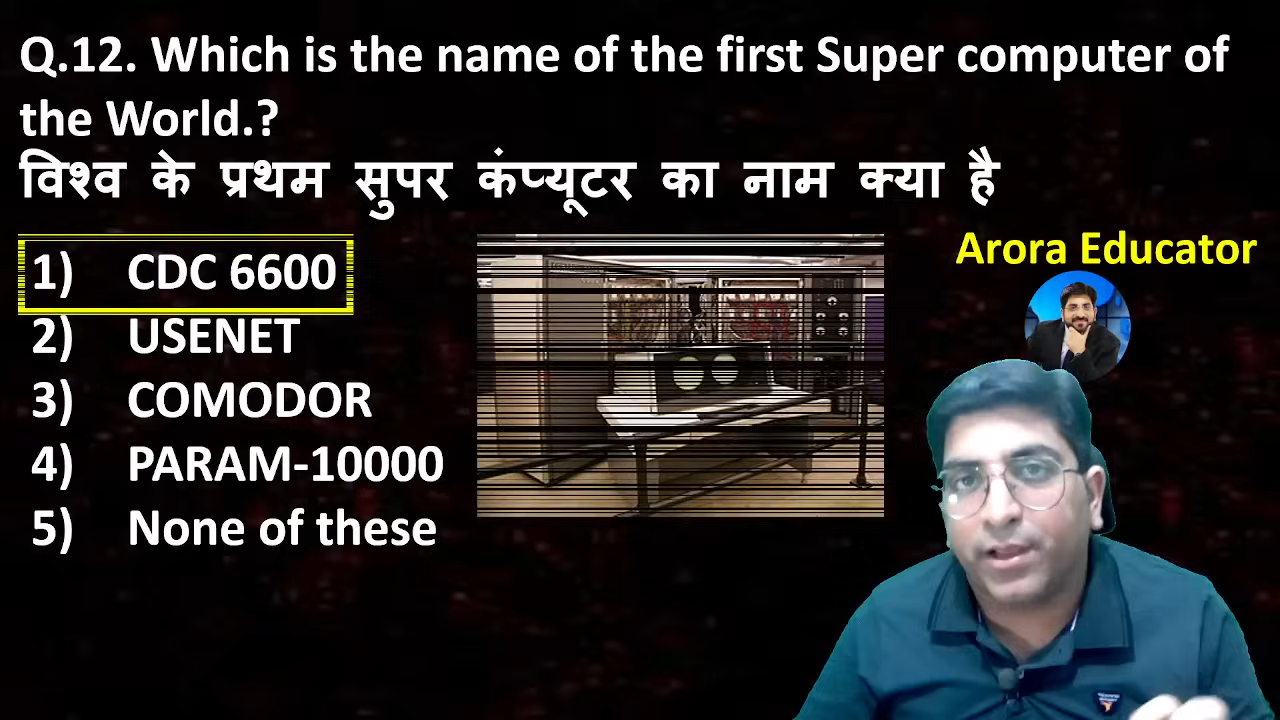 Q.12. Which is the name of the first Super computer of
the World.?
विश्व के प्रथम सुपर कंप्यूटर का नाम क्या है
Arora Educator
1) CDC 6600
2) USENET
3) COMODOR
4) PARAM-10000
5) None of these